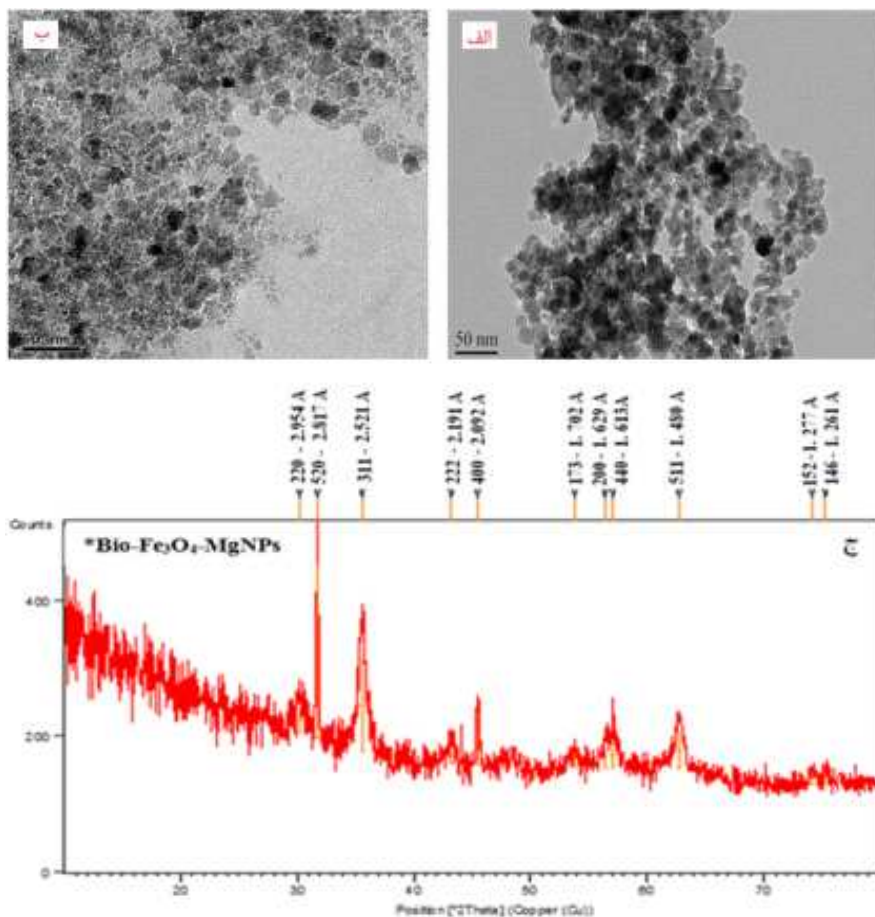 الف
ب
50 nm
220 - 2.954 A
520 - 2.817 A
311 - 2.521 A
222 - 2.191 A
400 - 2.092 A
173 - 1.702 A
200 - 1.629 A
440 - 1.613A
511 - 1.480 A
152 - 1.277 A
146 - 1.261 A
Counts
*Bio-Fe₃O₄-MgNPs
ج
400
200
0
20
30
40
50
60
70
Position [°2Theta] (Copper (Cu))